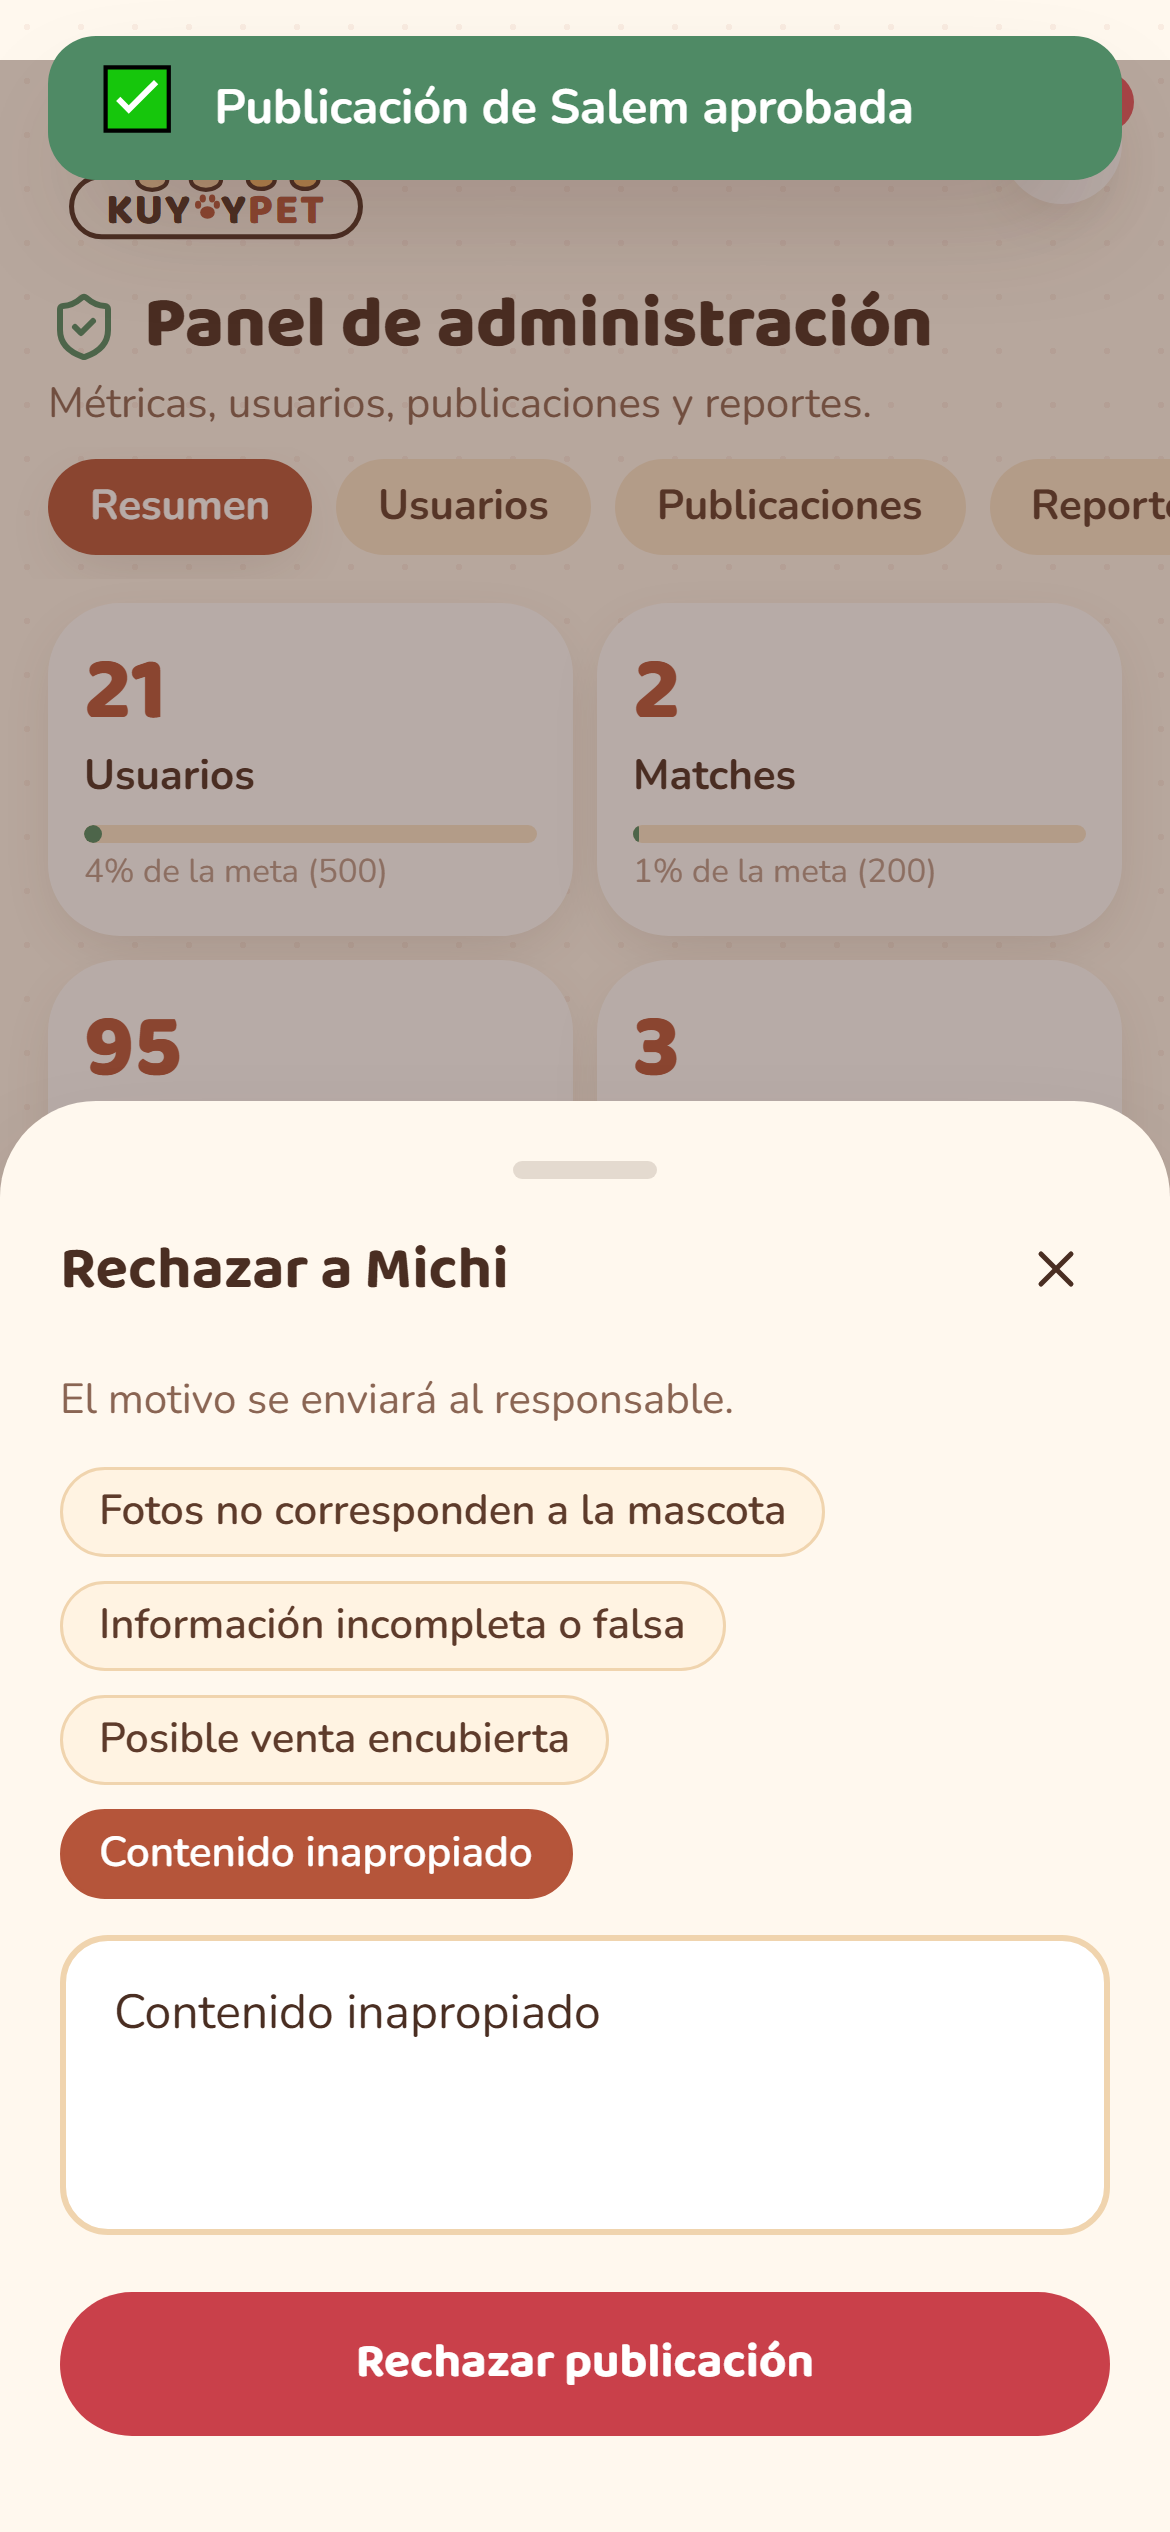 Publicación de Salem aprobada
KUYYPET
Panel de administración
Métricas, usuarios, publicaciones y reportes.
Resumen Usuarios Publicaciones Reporte
21 2
Usuarios Matches
4% de la meta (500) 1% de la meta (200)
95 3
Rechazar a Michi
El motivo se enviará al responsable.
Fotos no corresponden a la mascota
Información incompleta o falsa
Posible venta encubierta
Contenido inapropiado
Contenido inapropiado
Rechazar publicación